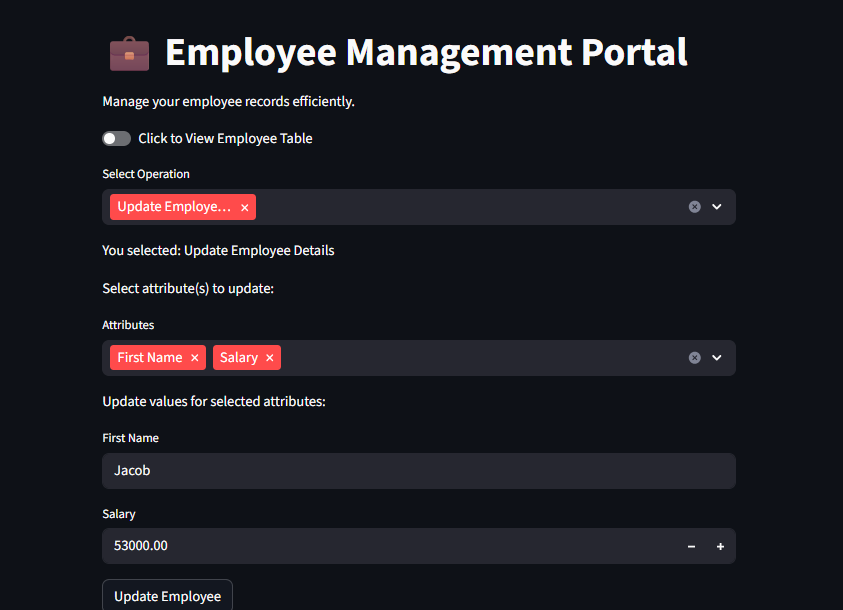 Employee Management Portal
Manage your employee records efficiently.
Click to View Employee Table
Select Operation
Update Employe...
You selected: Update Employee Details
Select attribute(s) to update:
Attributes
First Name Salary
Update values for selected attributes:
First Name
Jacob
Salary
53000.00
Update Employee